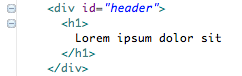 <div id="header">
<h1>
Lorem ipsum dolor sit
</h1>
</div>